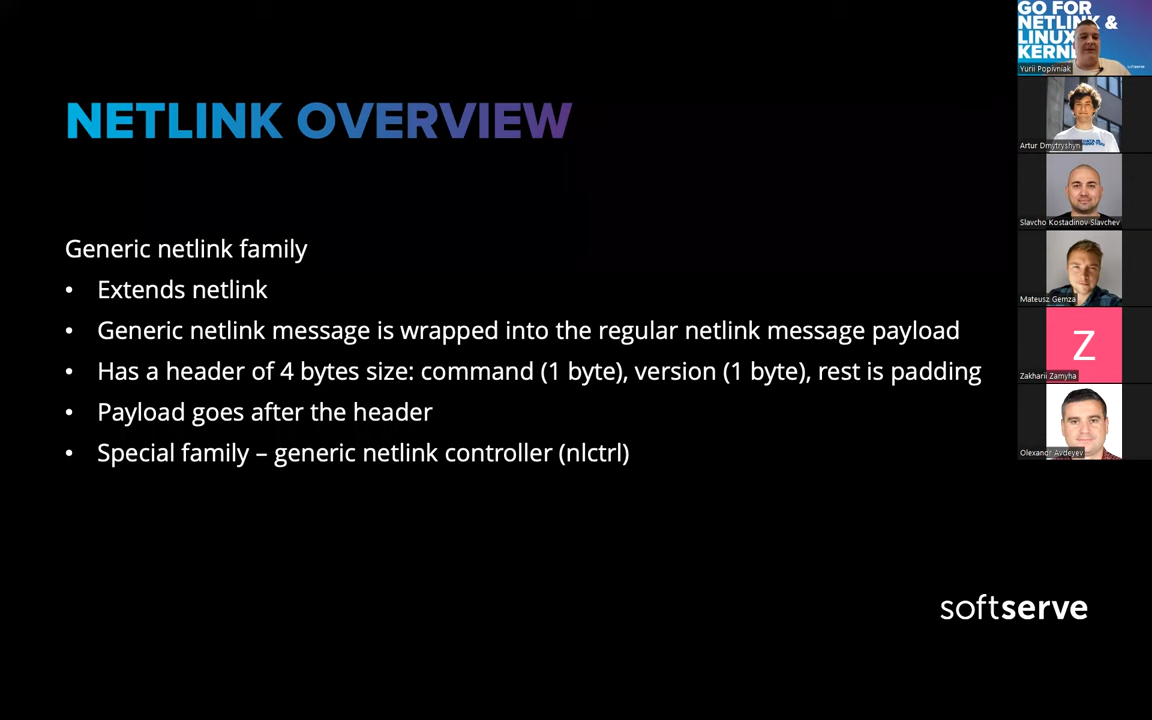 NETLINK OVERVIEW
Generic netlink family
• Extends netlink
• Generic netlink message is wrapped into the regular netlink message payload
• Has a header of 4 bytes size: command (1 byte), version (1 byte), rest is padding
• Payload goes after the header
• Special family – generic netlink controller (nlctrl)
softserve
GO FOR
NETLINK &
LINUX
Yurii Popivniak
softserve
Artur Dmytryshyn
Slavcho Kostadinov Slavchev
Mateusz Gemza
Z
Zakharii Zamyha
Olexandr Avdeyev